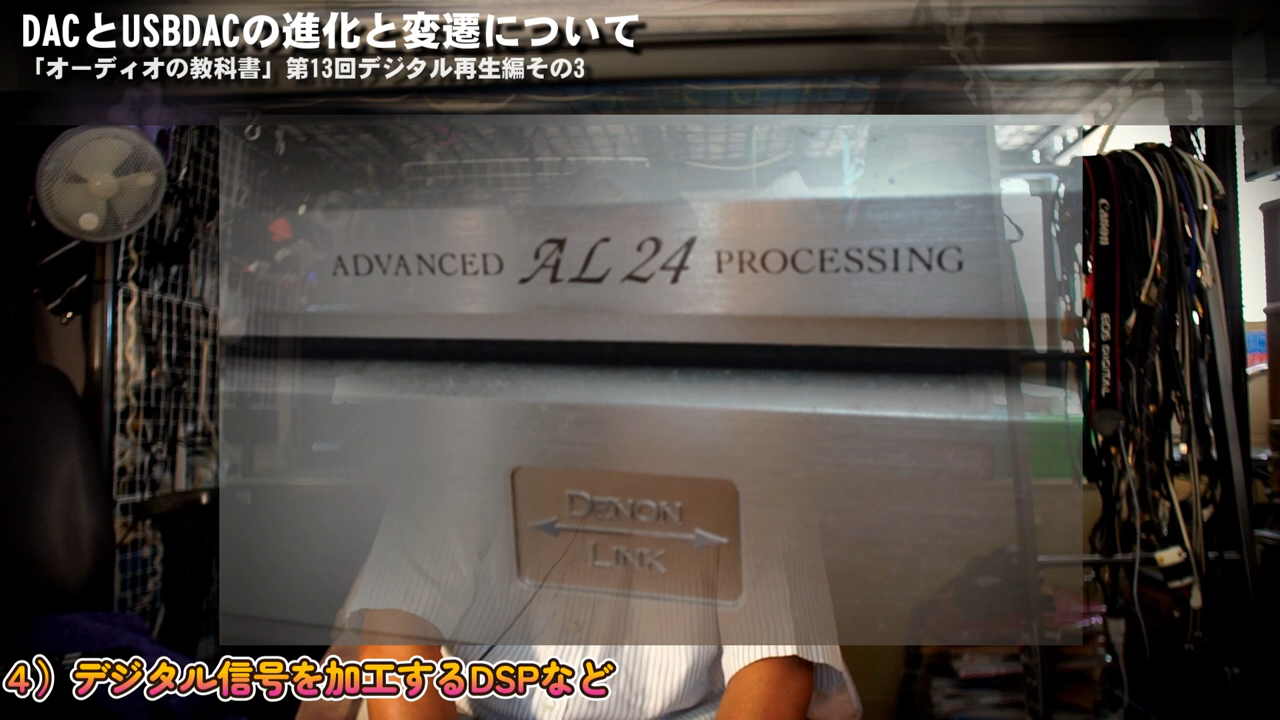 DACとUSBDACの進化と変遷について
「オーディオの教科書」第13回デジタル再生編その3
ADVANCED AL24 PROCESSING
Canon
EOS DIGITAL
DENON
LINK
4）デジタル信号を加工するDSPなど